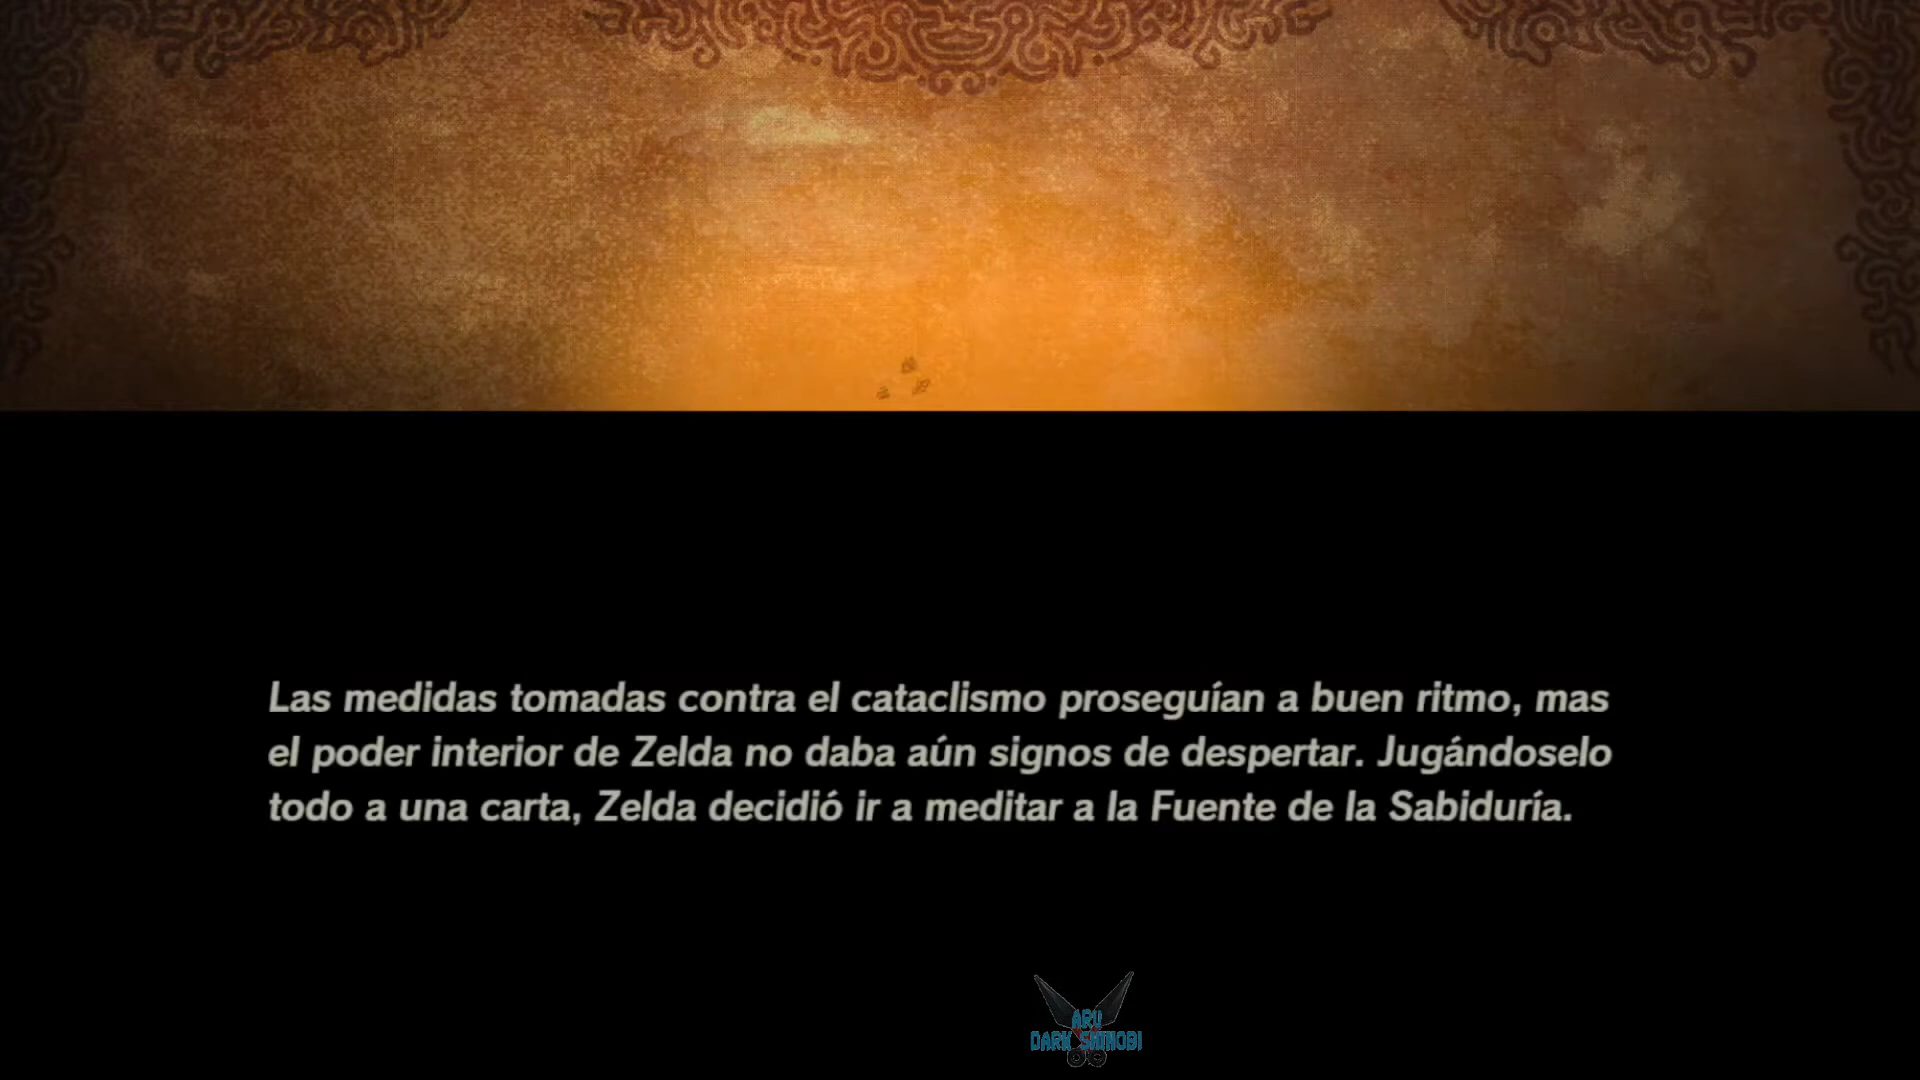 Las medidas tomadas contra el cataclismo proseguían a buen ritmo, mas
el poder interior de Zelda no daba aún signos de despertar. Jugándoselo
todo a una carta, Zelda decidió ir a meditar a la Fuente de la Sabiduría.
ARU
DARK SHINOBI